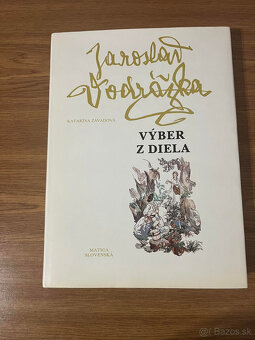 Jaroslav
Vodrážka
KATARÍNA ZÁVADOVÁ
VÝBER
Z DIELA
MATICA
SLOVENSKÁ
© Bazos.sk